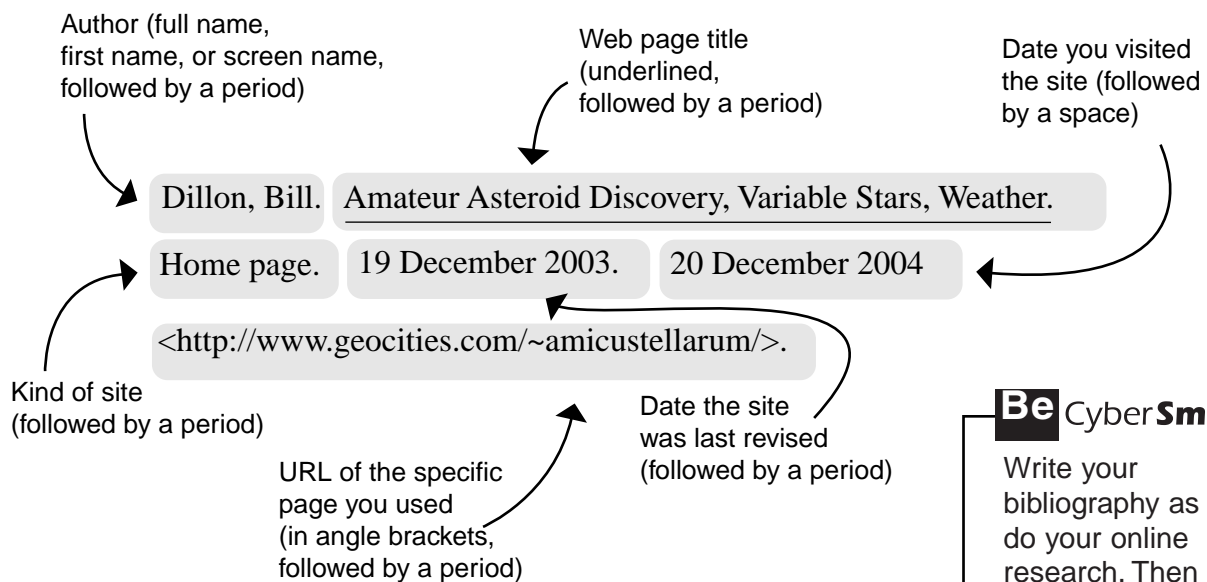 Author (full name,
first name, or screen name,
followed by a period)
Web page title
(underlined,
followed by a period)
Date you visited
the site (followed
by a space)
Dillon, Bill. Amateur Asteroid Discovery, Variable Stars, Weather.
Home page. 19 December 2003. 20 December 2004
<http://www.geocities.com/~amicustellarum/>.
Kind of site
(followed by a period)
URL of the specific
page you used
(in angle brackets,
followed by a period)
Date the site
was last revised
(followed by a period)
Be CyberSm
Write your
bibliography as
do your online
research. Then